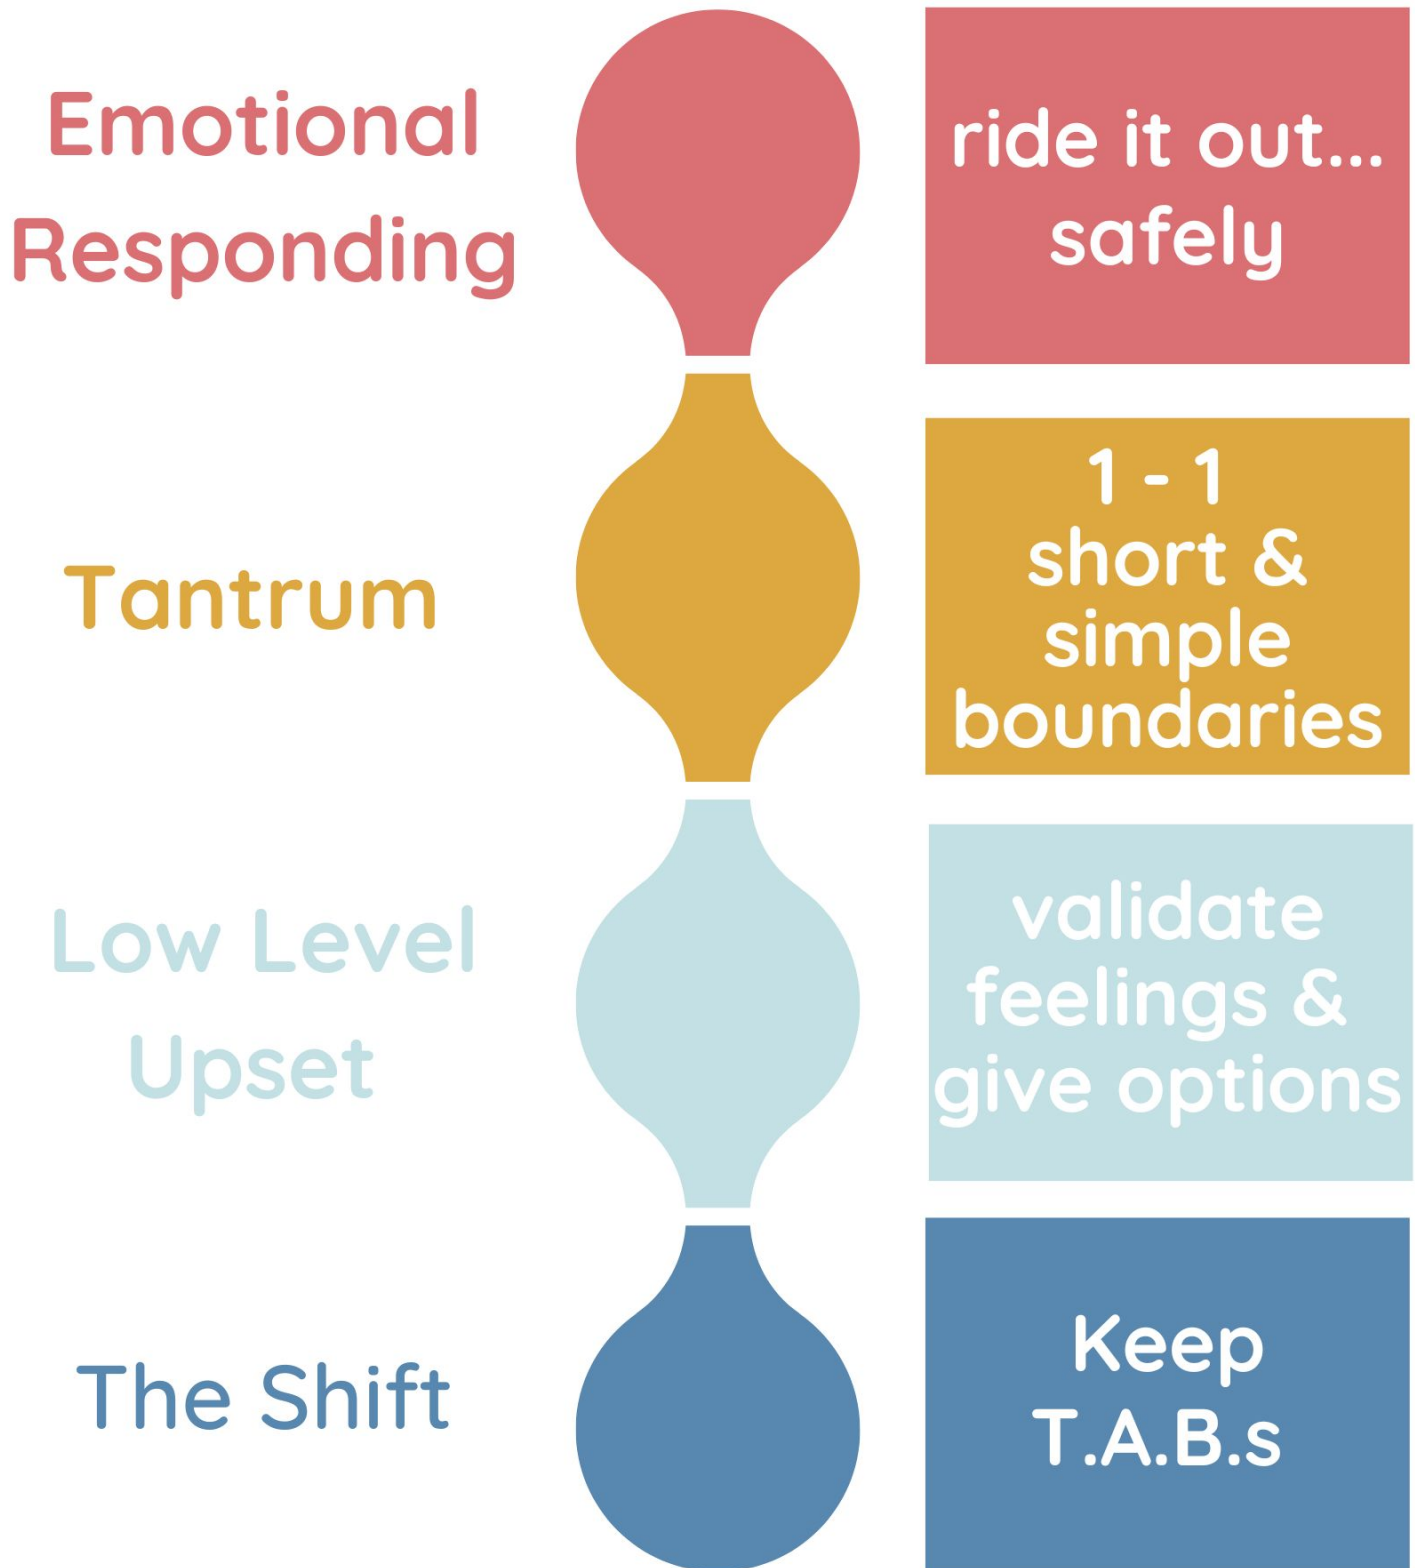 Emotional
Responding
ride it out...
safely
Tantrum
1 - 1
short &
simple
boundaries
Low Level
Upset
validate
feelings &
give options
The Shift
Keep
T.A.B.s